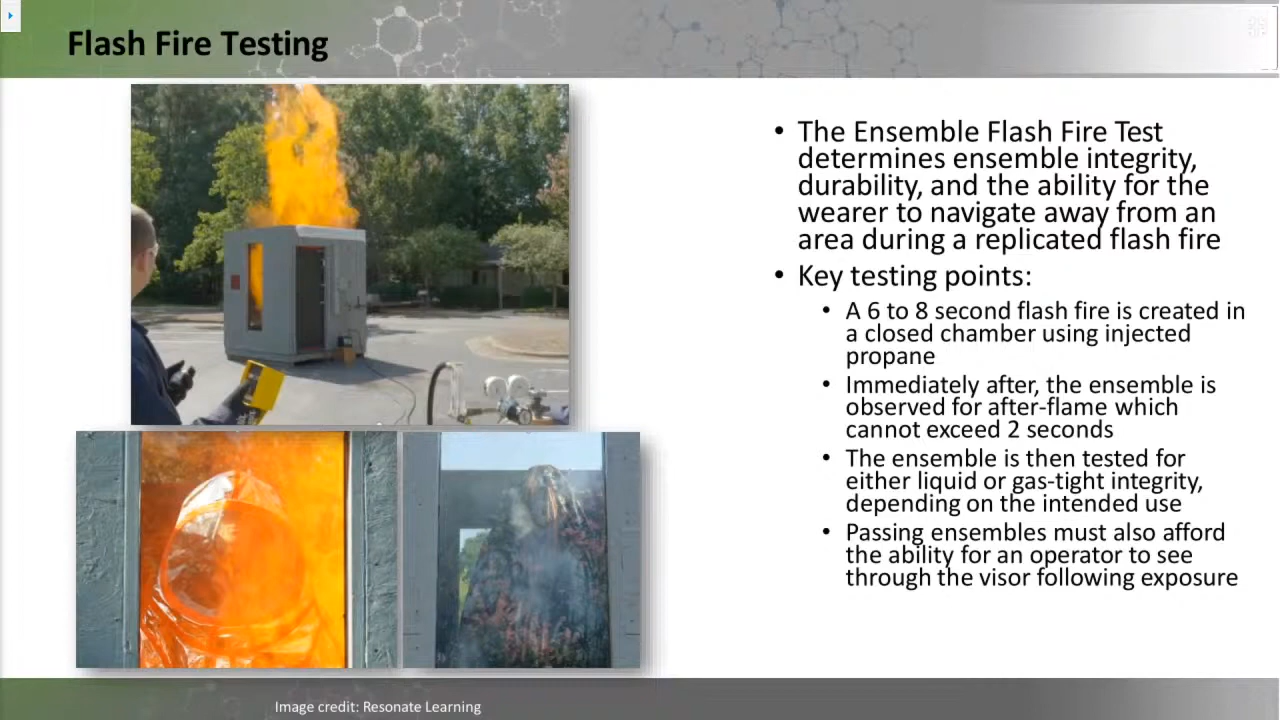 Flash Fire Testing
• The Ensemble Flash Fire Test
determines ensemble integrity,
durability, and the ability for the
wearer to navigate away from an
area during a replicated flash fire
• Key testing points:
• A 6 to 8 second flash fire is created in
a closed chamber using injected
propane
• Immediately after, the ensemble is
observed for after-flame which
cannot exceed 2 seconds
• The ensemble is then tested for
either liquid or gas-tight integrity,
depending on the intended use
• Passing ensembles must also afford
the ability for an operator to see
through the visor following exposure
Image credit: Resonate Learning